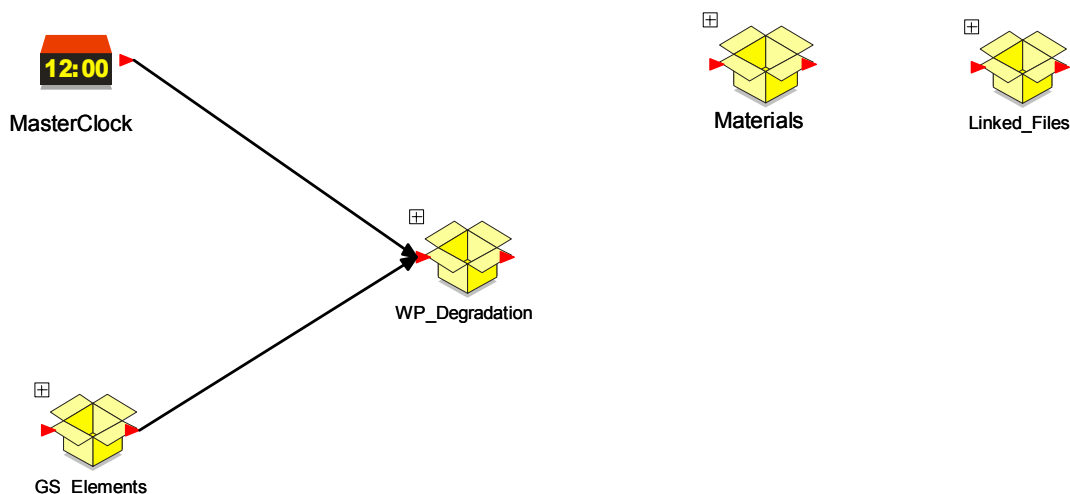 12:00
MasterClock
Materials
Linked_Files
WP_Degradation
GS_Elements